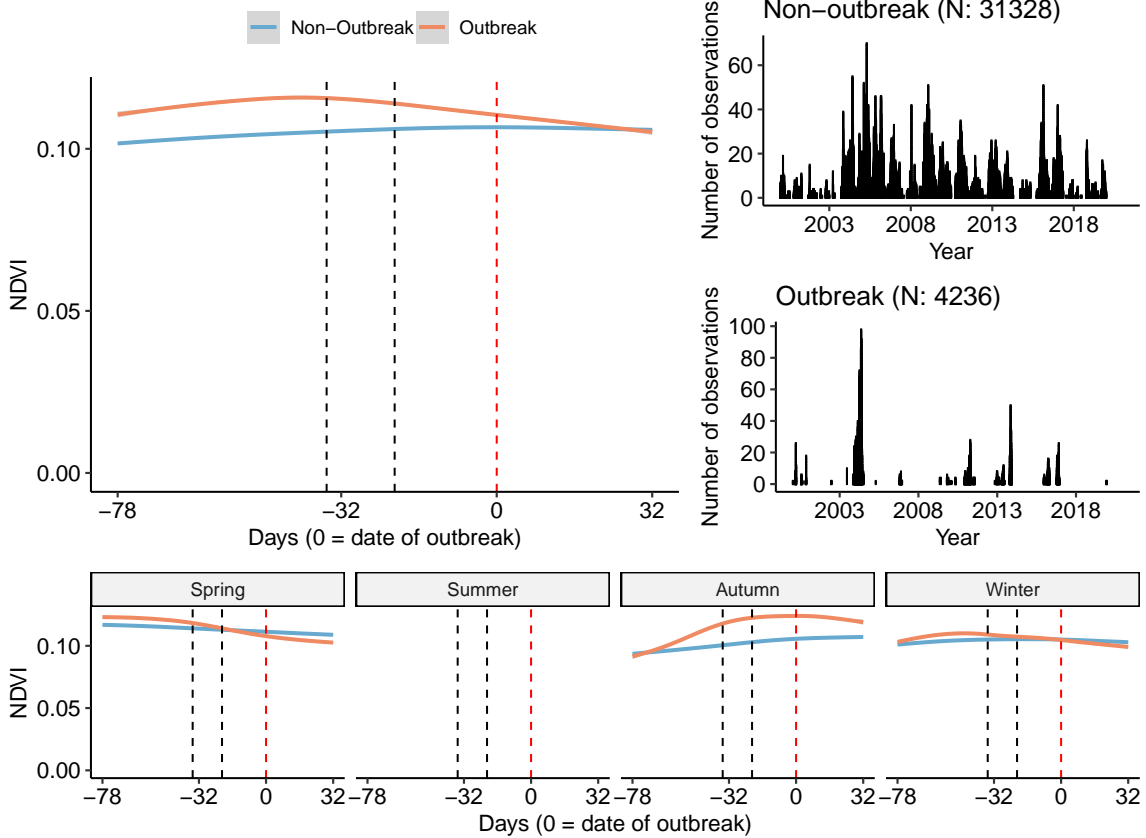 Non−Outbreak Outbreak
NDVI
0.10
0.05
0.00
−78 −32 0 32
Days (0 = date of outbreak)
Non−outbreak (N: 31328)
Number of observations
60
40
20
0
2003 2008 2013 2018
Year
Outbreak (N: 4236)
Number of observations
100
80
60
40
20
0
2003 2008 2013 2018
Year
Spring Summer Autumn Winter
NDVI
0.10
0.05
0.00
−78 −32 0 32 −78 −32 0 32 −78 −32 0 32 −78 −32 0 32
Days (0 = date of outbreak)